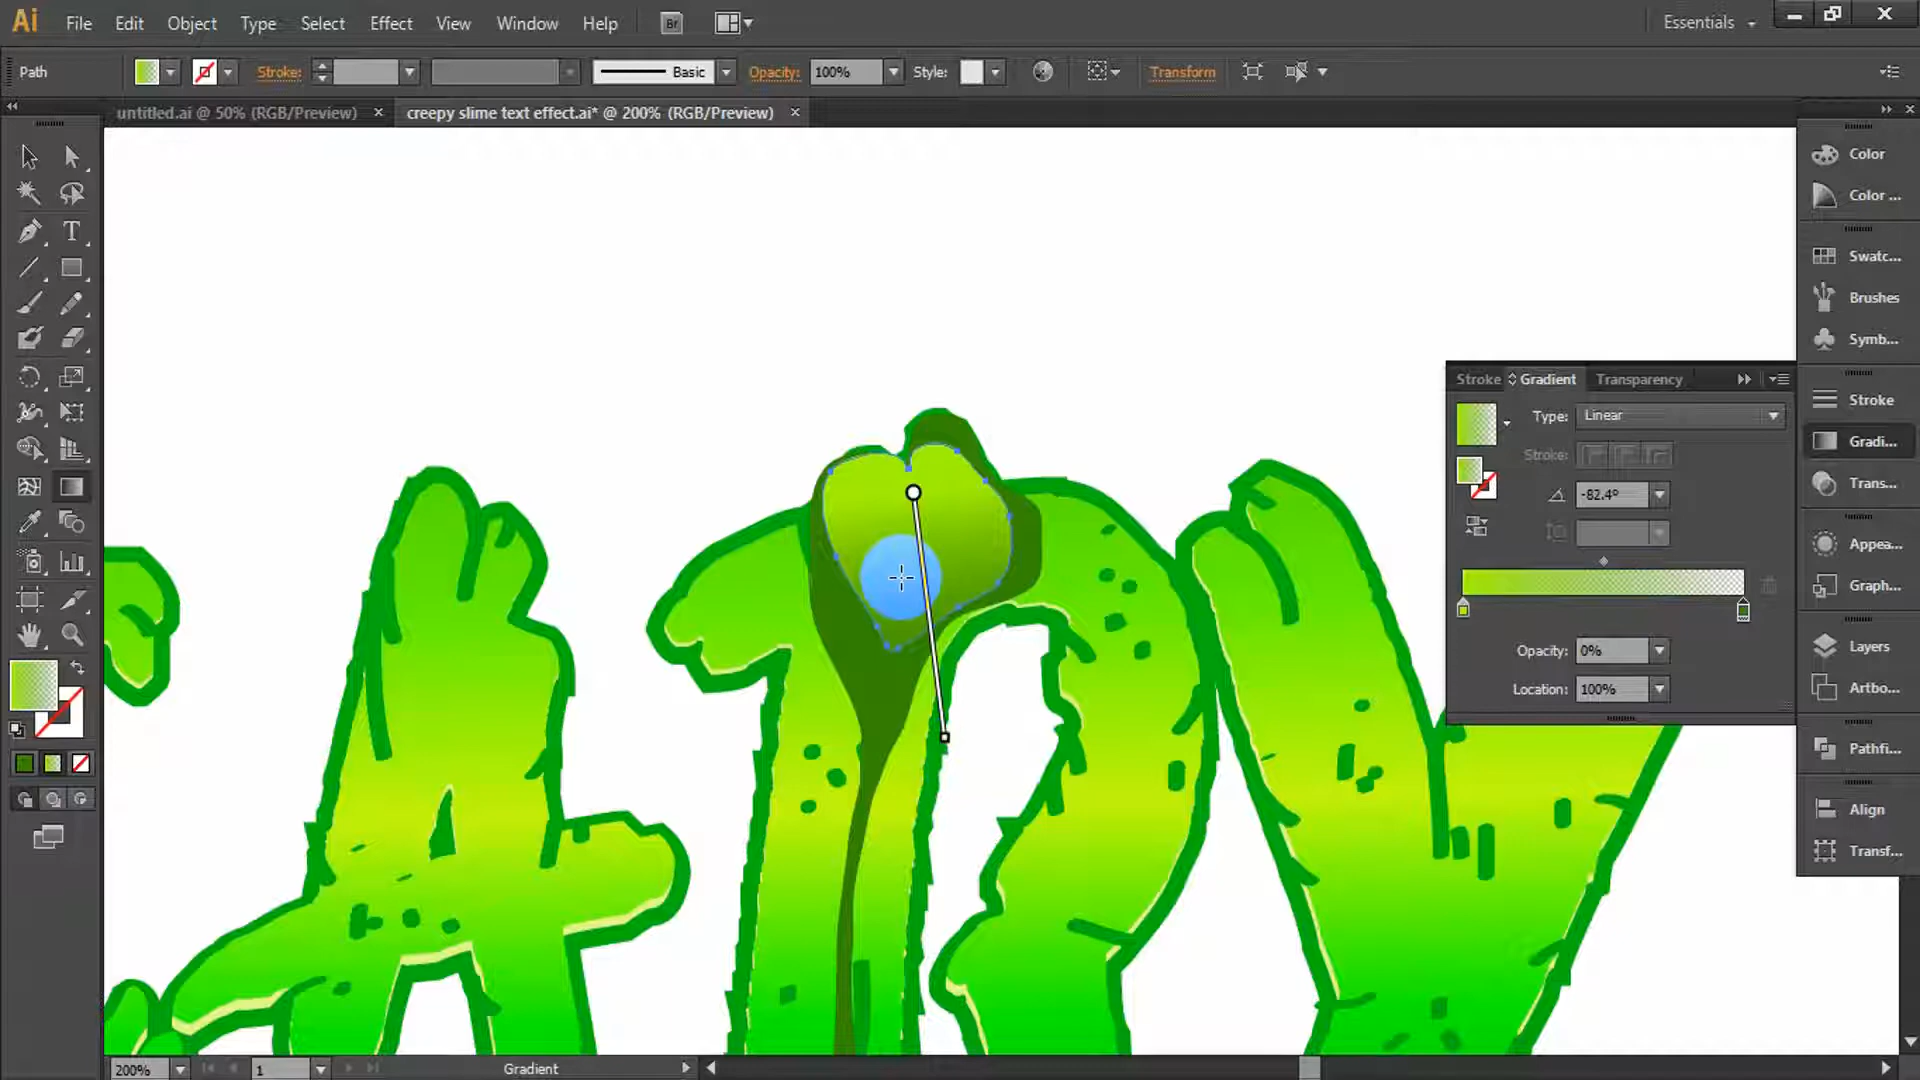 Ai File Edit Object Type Select Effect View Window Help Br Essentials
Path Stroke: Basic Opacity: 100% Style: Transform
untitled.ai @ 50% (RGB/Preview) creepy slime text effect.ai* @ 200% (RGB/Preview)
T
Color
Color ...
Swatc...
Brushes
Symb...
Stroke
Gradi...
Trans...
Appea...
Graph...
Layers
Artbo...
Pathfi...
Align
Transf...
Stroke Gradient Transparency
Type: Linear
Stroke:
-82.4º
Opacity: 0%
Location: 100%
200% 1 Gradient